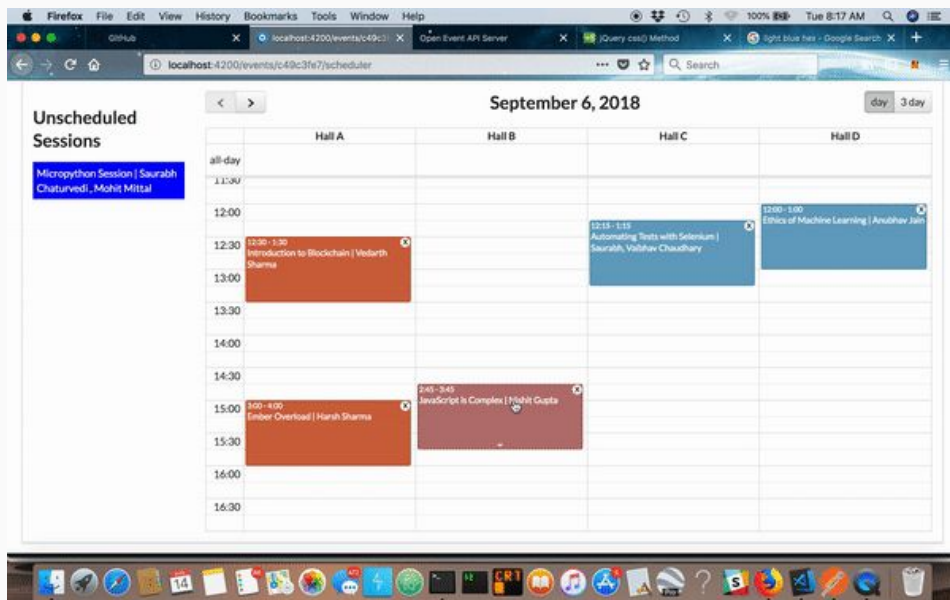 Firefox File Edit View History Bookmarks Tools Window Help 100% Tue 8:17 AM
GitHub localhost:4200/events/c49c3 Open Event API Server jQuery css() Method light blue hex - Google Search
localhost:4200/events/c49c3fe7/scheduler Search
Unscheduled
Sessions
Micropython Session | Saurabh
Chaturvedi , Mohit Mittal
September 6, 2018
day 3 day
Hall A Hall B Hall C Hall D
all-day
11:30
12:00
12:30
13:00
13:30
14:00
14:30
15:00
15:30
16:00
16:30
12:30 - 1:30
Introduction to Blockchain | Vedarth
Sharma
3:00 - 4:00
Ember Overload | Harsh Sharma
2:45 - 3:45
JavaScript is Complex | Nishit Gupta
12:15 - 1:15
Automating Tests with Selenium |
Saurabh, Vaibhav Chaudhary
12:00 - 1:00
Ethics of Machine Learning | Anubhav Jain
14
CRT
Pro